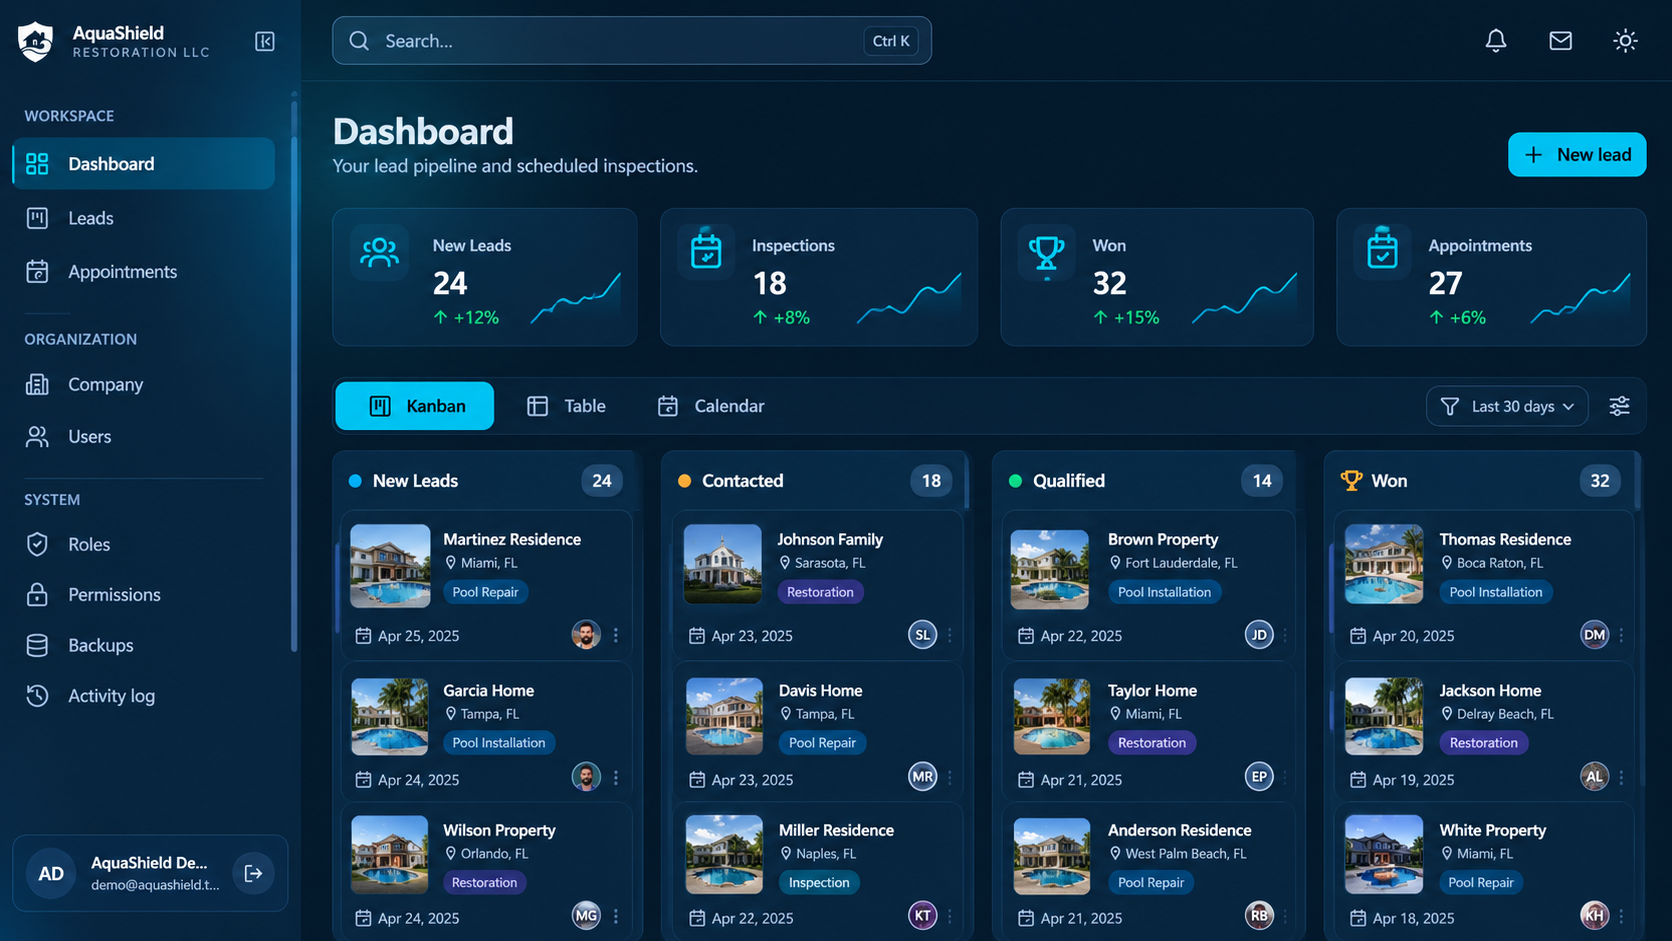 AquaShield
RESTORATION LLC
Search...
Ctrl K
WORKSPACE
Dashboard
Leads
Appointments
ORGANIZATION
Company
Users
SYSTEM
Roles
Permissions
Backups
Activity log
AD
AquaShield De...
demo@aquashield.t...
Dashboard
Your lead pipeline and scheduled inspections.
+ New lead
New Leads
24
↑ +12%
Inspections
18
↑ +8%
Won
32
↑ +15%
Appointments
27
↑ +6%
Kanban
Table
Calendar
Last 30 days
New Leads
24
Martinez Residence
Miami, FL
Pool Repair
Apr 25, 2025
Garcia Home
Tampa, FL
Pool Installation
Apr 24, 2025
Wilson Property
Orlando, FL
Restoration
Apr 24, 2025
MG
Contacted
18
Johnson Family
Sarasota, FL
Restoration
Apr 23, 2025
SL
Davis Home
Tampa, FL
Pool Repair
Apr 23, 2025
MR
Miller Residence
Naples, FL
Inspection
Apr 22, 2025
KT
Qualified
14
Brown Property
Fort Lauderdale, FL
Pool Installation
Apr 22, 2025
JD
Taylor Home
Miami, FL
Restoration
Apr 21, 2025
EP
Anderson Residence
West Palm Beach, FL
Pool Repair
Apr 21, 2025
RB
Won
32
Thomas Residence
Boca Raton, FL
Pool Installation
Apr 20, 2025
DM
Jackson Home
Delray Beach, FL
Restoration
Apr 19, 2025
AL
White Property
Miami, FL
Pool Repair
Apr 18, 2025
KH